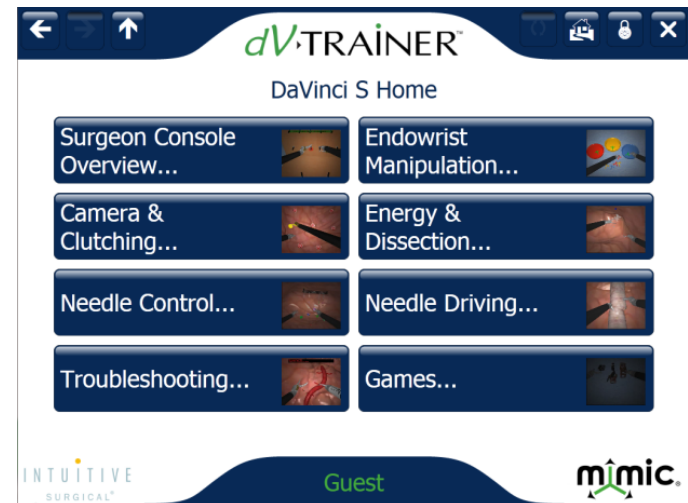 dV·TRAINER™
DaVinci S Home
Surgeon Console
Overview...
Endowrist
Manipulation...
Camera &
Clutching...
Energy &
Dissection...
Needle Control...
Needle Driving...
Troubleshooting...
Games...
INTUITIVE
SURGICAL®
Guest
mimic.